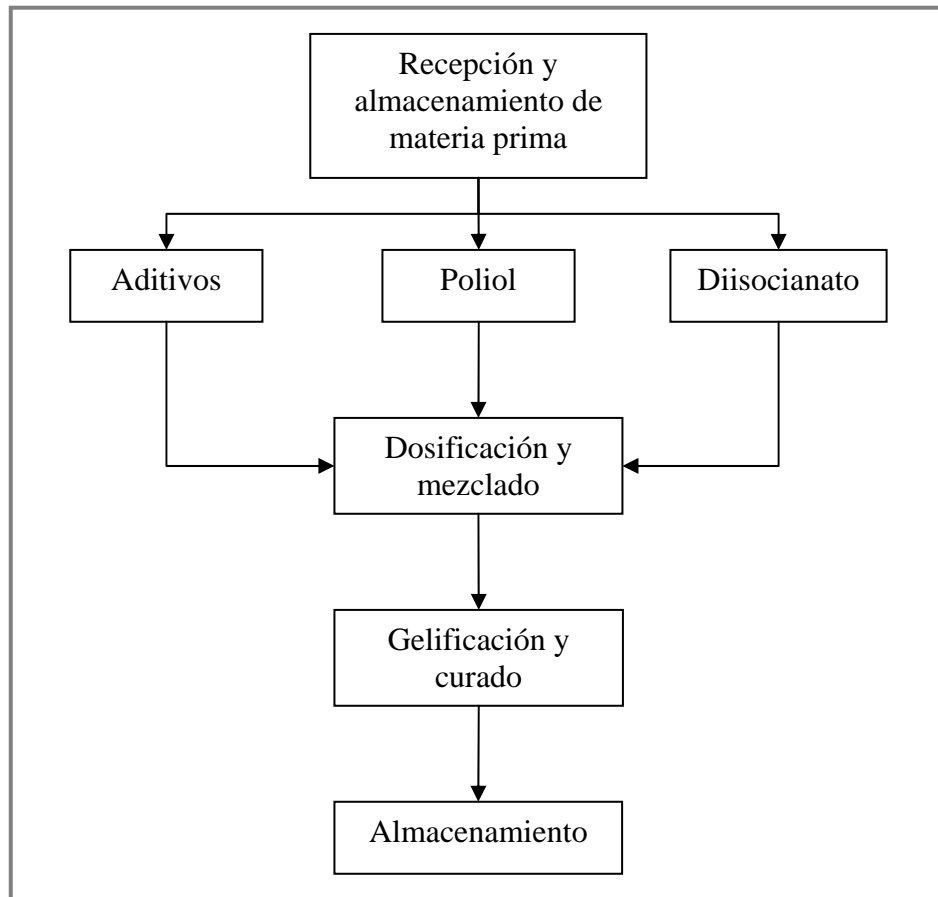 Recepción y
almacenamiento de
materia prima
Aditivos
Poliol
Diisocianato
Dosificación y
mezclado
Gelificación y
curado
Almacenamiento